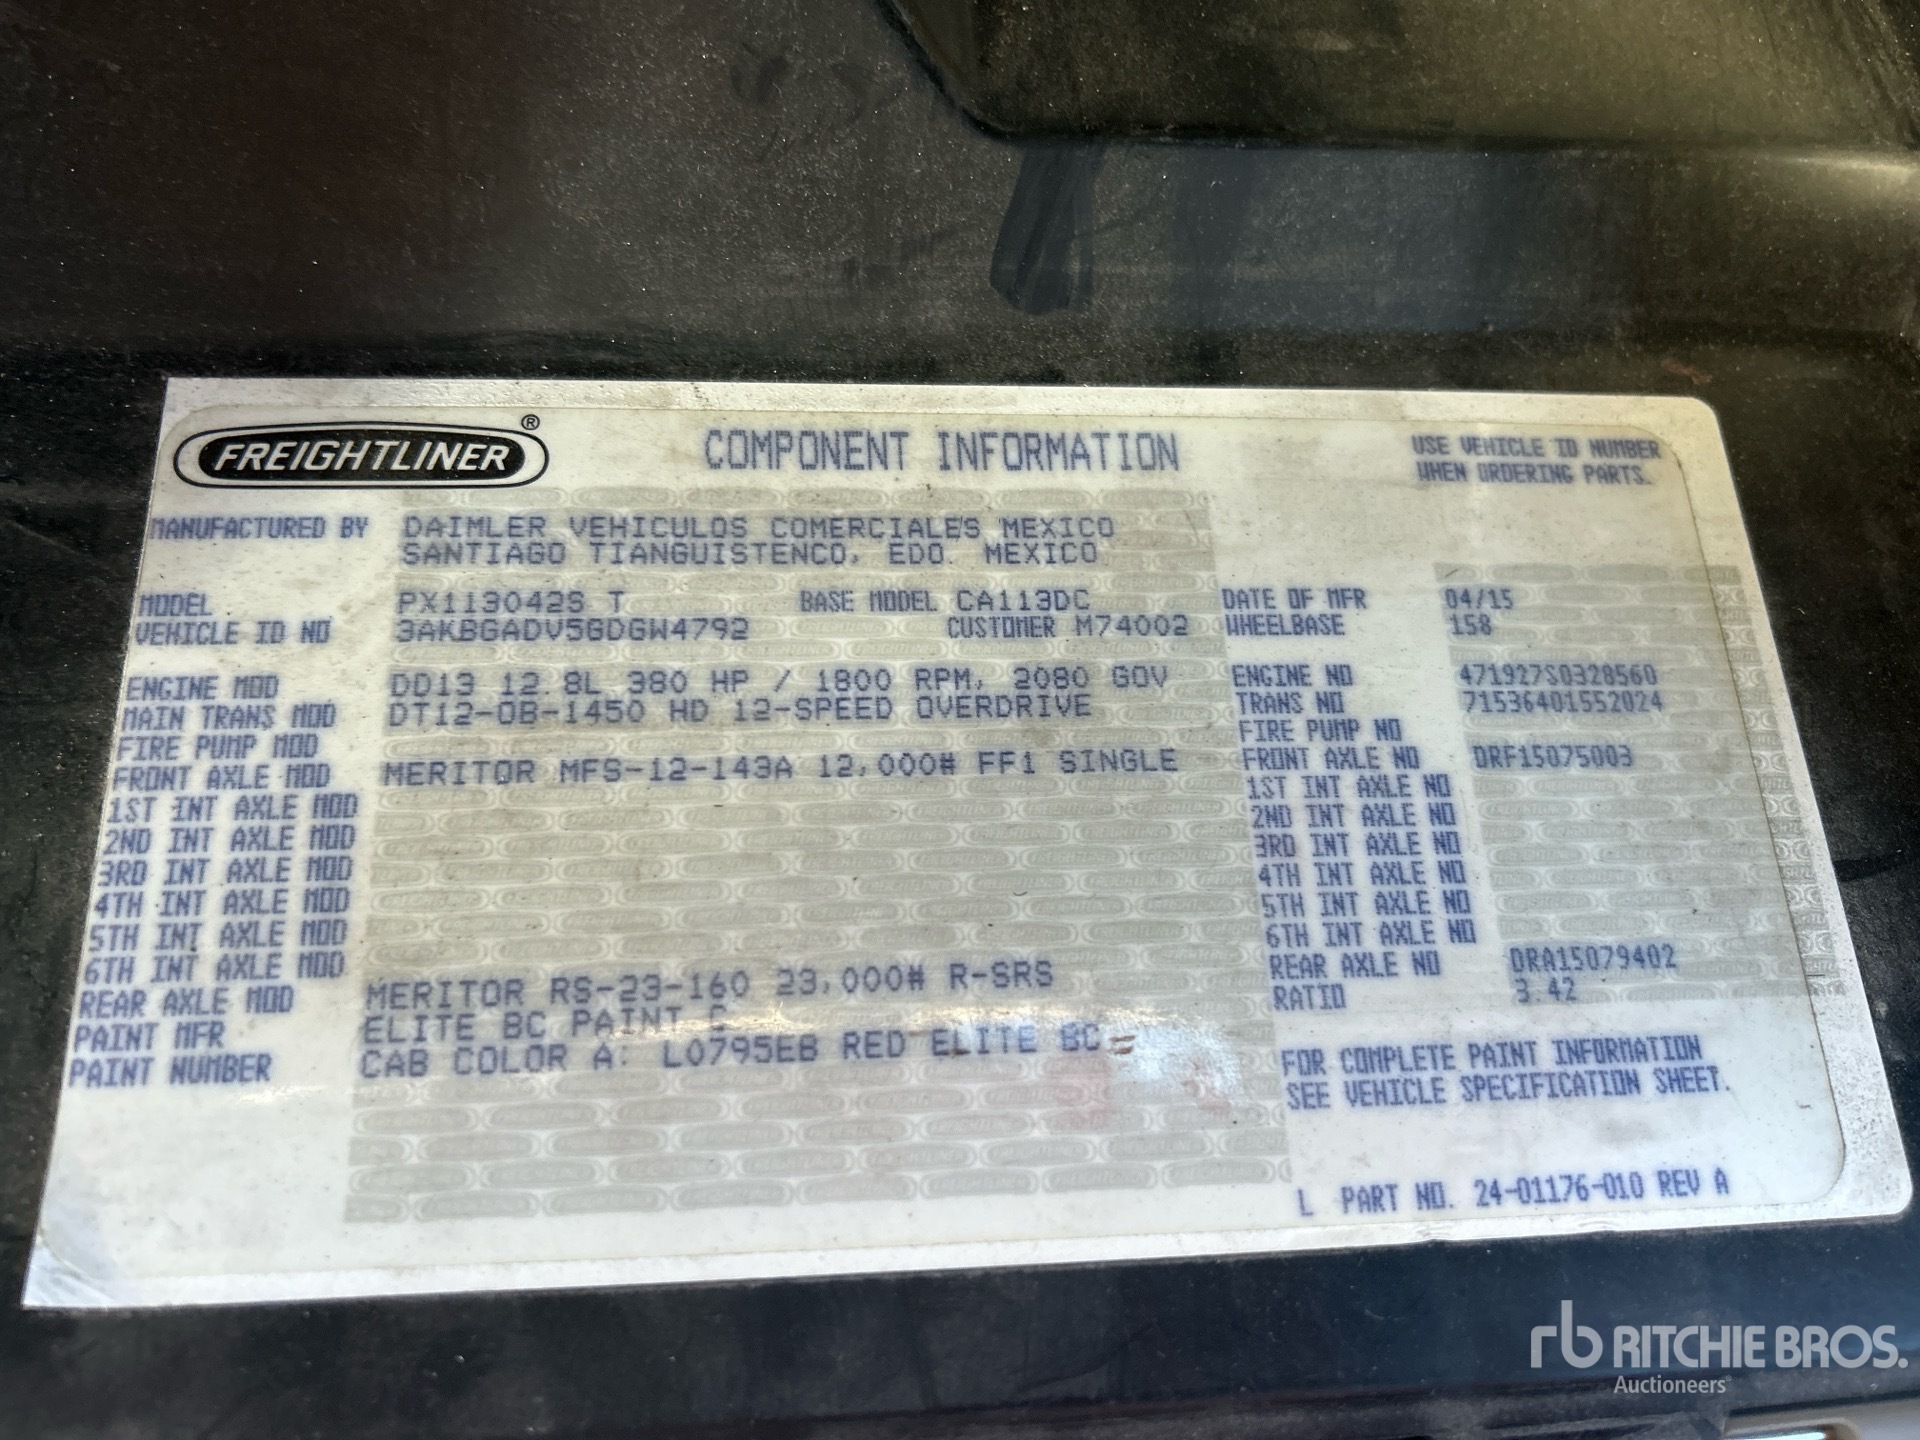 FREIGHTLINER®
COMPONENT INFORMATION
USE VEHICLE ID NUMBER
WHEN ORDERING PARTS.
MANUFACTURED BY DAIMLER VEHICULOS COMERCIALES MEXICO
SANTIAGO TIANGUISTENCO, EDO. MEXICO
MODEL PX113042S T BASE MODEL CA113DC DATE OF MFR 04/15
VEHICLE ID NO 3AKBGADV5GDGW4792 CUSTOMER M74002 WHEELBASE 158
ENGINE MOD DD13 12.8L 380 HP / 1800 RPM, 2080 GOV ENGINE NO 471927S0328560
MAIN TRANS MOD DT12-OB-1450 HD 12-SPEED OVERDRIVE TRANS NO 71536401552024
FIRE PUMP MOD FIRE PUMP NO
FRONT AXLE MOD MERITOR MFS-12-143A 12,000# FF1 SINGLE FRONT AXLE NO DRF15075003
1ST INT AXLE MOD 1ST INT AXLE NO
2ND INT AXLE MOD 2ND INT AXLE NO
3RD INT AXLE MOD 3RD INT AXLE NO
4TH INT AXLE MOD 4TH INT AXLE NO
5TH INT AXLE MOD 5TH INT AXLE NO
6TH INT AXLE MOD 6TH INT AXLE NO
REAR AXLE MOD MERITOR RS-23-160 23,000# R-SRS REAR AXLE NO DRA15079402
PAINT MFR ELITE BC PAINT C RATIO 3.42
PAINT NUMBER CAB COLOR A: L0795EB RED ELITE BC
FOR COMPLETE PAINT INFORMATION
SEE VEHICLE SPECIFICATION SHEET.
L PART NO. 24-01176-010 REV A
rb RITCHIE BROS.
Auctioneers